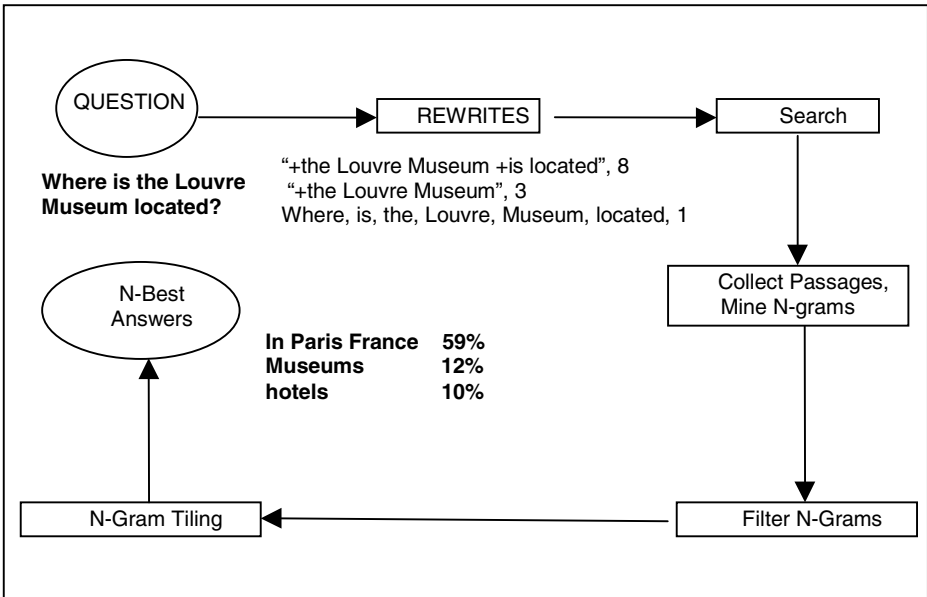 QUESTION
REWRITES
Search
Where is the Louvre
Museum located?
“+the Louvre Museum +is located”, 8
“+the Louvre Museum”, 3
Where, is, the, Louvre, Museum, located, 1
Collect Passages,
Mine N-grams
N-Best
Answers
In Paris France 59%
Museums 12%
hotels 10%
N-Gram Tiling
Filter N-Grams